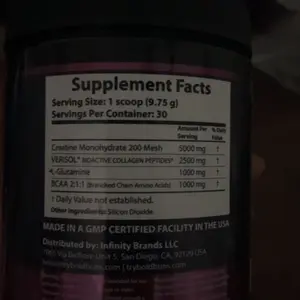 Supplement Facts
Serving Size: 1 scoop (9.75 g)
Servings Per Container: 30
Amount Per Serving % Daily Value
Creatine Monohydrate 200 Mesh 5000 mg †
VERISOL® BIOACTIVE COLLAGEN PEPTIDES® 2500 mg †
L-Glutamine 1000 mg †
BCAA 2:1:1 (Branched Chain Amino Acids) 1000 mg †
† Daily Value not established.
Other Ingredients: Silicon Dioxide.
MADE IN A GMP CERTIFIED FACILITY IN THE USA
Distributed by: Infinity Brands LLC
Suite I, San Diego, CA, 92129 USA